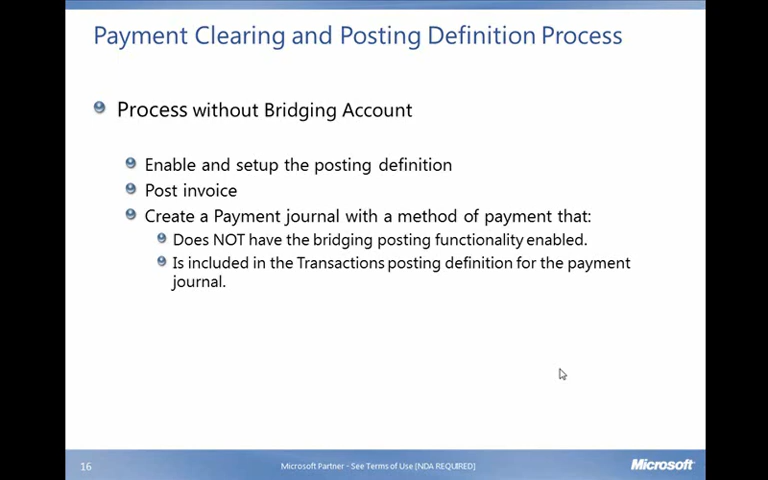 Payment Clearing and Posting Definition Process
Process without Bridging Account
Enable and setup the posting definition
Post invoice
Create a Payment journal with a method of payment that:
Does NOT have the bridging posting functionality enabled.
Is included in the Transactions posting definition for the payment
journal.
16
Microsoft Partner - See Terms of Use [NDA REQUIRED]
Microsoft